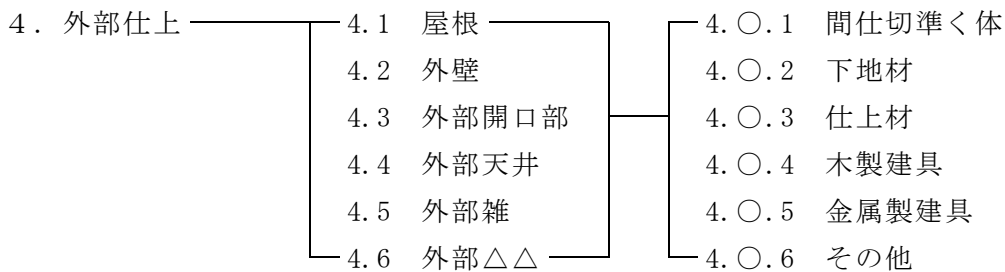 4. 外部仕上 4.1 屋根 4.○.1 間仕切準く体
4.2 外壁 4.○.2 下地材
4.3 外部開口部 4.○.3 仕上材
4.4 外部天井 4.○.4 木製建具
4.5 外部雑 4.○.5 金属製建具
4.6 外部△△ 4.○.6 その他